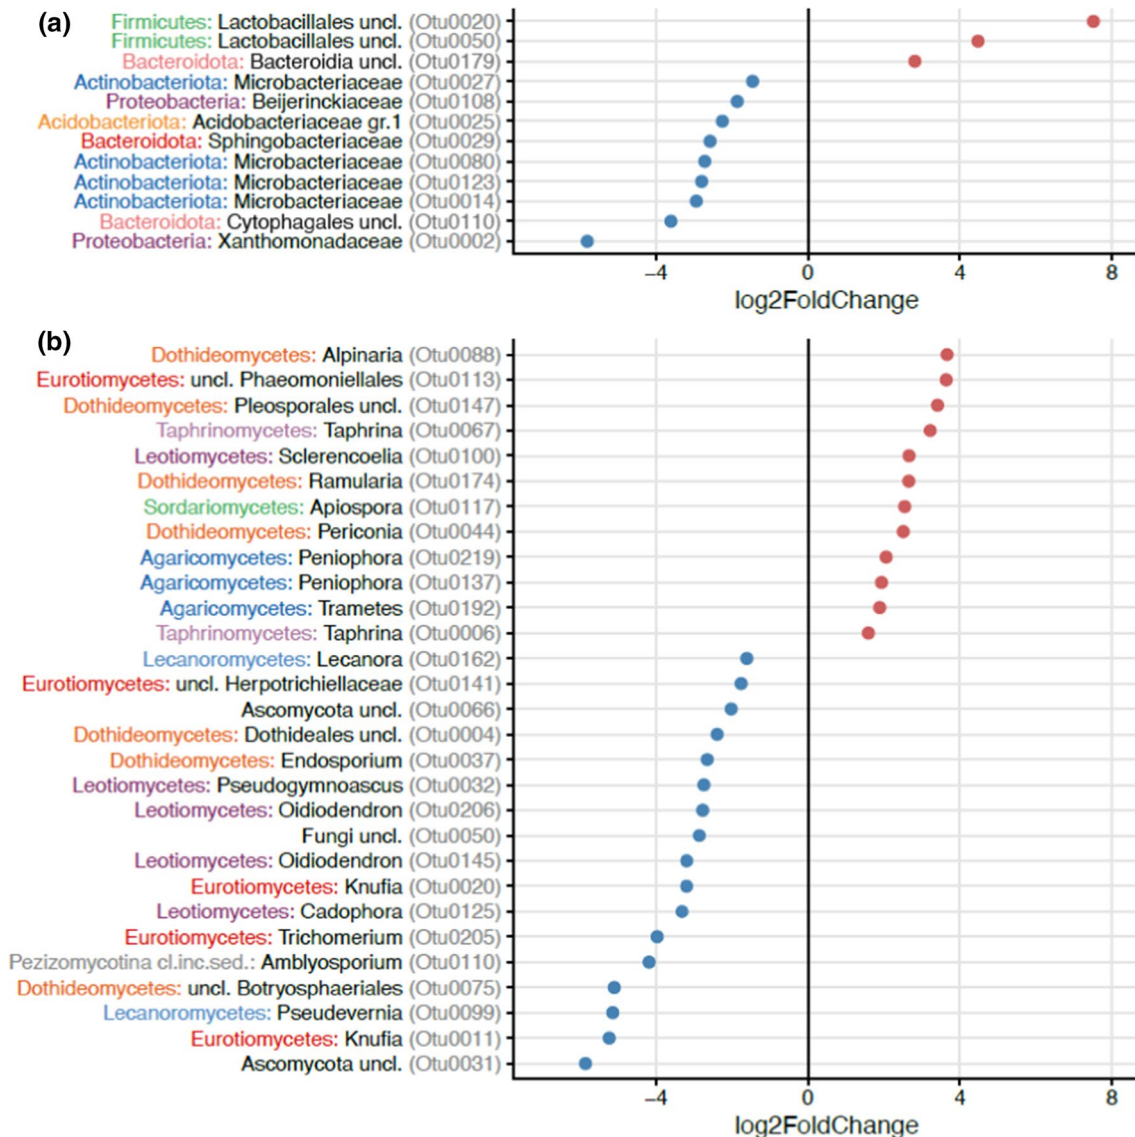 (a)
Firmicutes: Lactobacillales uncl. (Otu0020)
Firmicutes: Lactobacillales uncl. (Otu0050)
Bacteroidota: Bacteroidia uncl. (Otu0179)
Actinobacteriota: Microbacteriaceae (Otu0027)
Proteobacteria: Beijerinckiaceae (Otu0108)
Acidobacteriota: Acidobacteriaceae gr.1 (Otu0025)
Bacteroidota: Sphingobacteriaceae (Otu0029)
Actinobacteriota: Microbacteriaceae (Otu0080)
Actinobacteriota: Microbacteriaceae (Otu0123)
Actinobacteriota: Microbacteriaceae (Otu0014)
Bacteroidota: Cytophagales uncl. (Otu0110)
Proteobacteria: Xanthomonadaceae (Otu0002)
−4 0 4 8
log2FoldChange
(b)
Dothideomycetes: Alpinaria (Otu0088)
Eurotiomycetes: uncl. Phaeomoniellales (Otu0113)
Dothideomycetes: Pleosporales uncl. (Otu0147)
Taphrinomycetes: Taphrina (Otu0067)
Leotiomycetes: Sclerencoelia (Otu0100)
Dothideomycetes: Ramularia (Otu0174)
Sordariomycetes: Apiospora (Otu0117)
Dothideomycetes: Periconia (Otu0044)
Agaricomycetes: Peniophora (Otu0219)
Agaricomycetes: Peniophora (Otu0137)
Agaricomycetes: Trametes (Otu0192)
Taphrinomycetes: Taphrina (Otu0006)
Lecanoromycetes: Lecanora (Otu0162)
Eurotiomycetes: uncl. Herpotrichiellaceae (Otu0141)
Ascomycota uncl. (Otu0066)
Dothideomycetes: Dothideales uncl. (Otu0004)
Dothideomycetes: Endosporium (Otu0037)
Leotiomycetes: Pseudogymnoascus (Otu0032)
Leotiomycetes: Oidiodendron (Otu0206)
Fungi uncl. (Otu0050)
Leotiomycetes: Oidiodendron (Otu0145)
Eurotiomycetes: Knufia (Otu0020)
Leotiomycetes: Cadophora (Otu0125)
Eurotiomycetes: Trichomerium (Otu0205)
Pezizomycotina cl.inc.sed.: Amblyosporium (Otu0110)
Dothideomycetes: uncl. Botryosphaeriales (Otu0075)
Lecanoromycetes: Pseudevernia (Otu0099)
Eurotiomycetes: Knufia (Otu0011)
Ascomycota uncl. (Otu0031)
−4 0 4 8
log2FoldChange